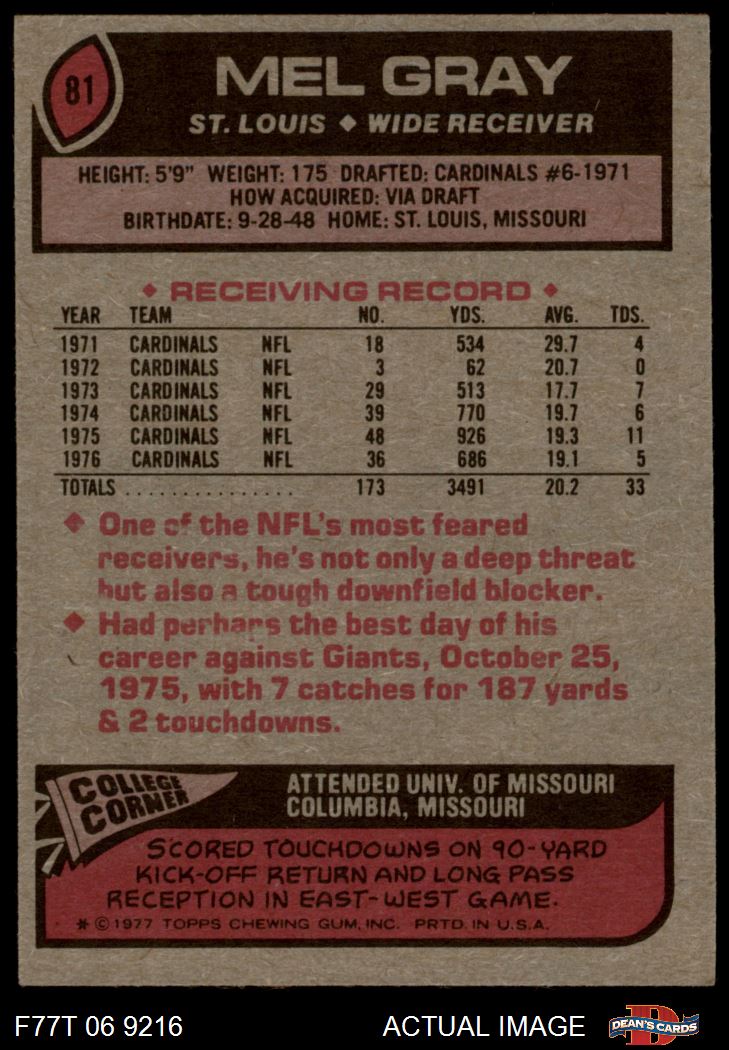 81
MEL GRAY
ST. LOUIS ◆ WIDE RECEIVER
HEIGHT: 5'9" WEIGHT: 175 DRAFTED: CARDINALS #6-1971
HOW ACQUIRED: VIA DRAFT
BIRTHDATE: 9-28-48 HOME: ST. LOUIS, MISSOURI
◆ RECEIVING RECORD ◆
YEAR TEAM NO. YDS. AVG. TDS.
1971 CARDINALS NFL 18 534 29.7 4
1972 CARDINALS NFL 3 62 20.7 0
1973 CARDINALS NFL 29 513 17.7 7
1974 CARDINALS NFL 39 770 19.7 6
1975 CARDINALS NFL 48 926 19.3 11
1976 CARDINALS NFL 36 686 19.1 5
TOTALS . . . . . . . . . . . . . . . 173 3491 20.2 33
◆ One of the NFL's most feared
receivers, he's not only a deep threat
but also a tough downfield blocker.
◆ Had perhaps the best day of his
career against Giants, October 25,
1975, with 7 catches for 187 yards
& 2 touchdowns.
COLLEGE
CORNER
ATTENDED UNIV. OF MISSOURI
COLUMBIA, MISSOURI
SCORED TOUCHDOWNS ON 90-YARD
KICK-OFF RETURN AND LONG PASS
RECEPTION IN EAST-WEST GAME.
* © 1977 TOPPS CHEWING GUM, INC. PRTD. IN U.S.A.
F77T 06 9216 ACTUAL IMAGE
D
DEAN'S CARDS